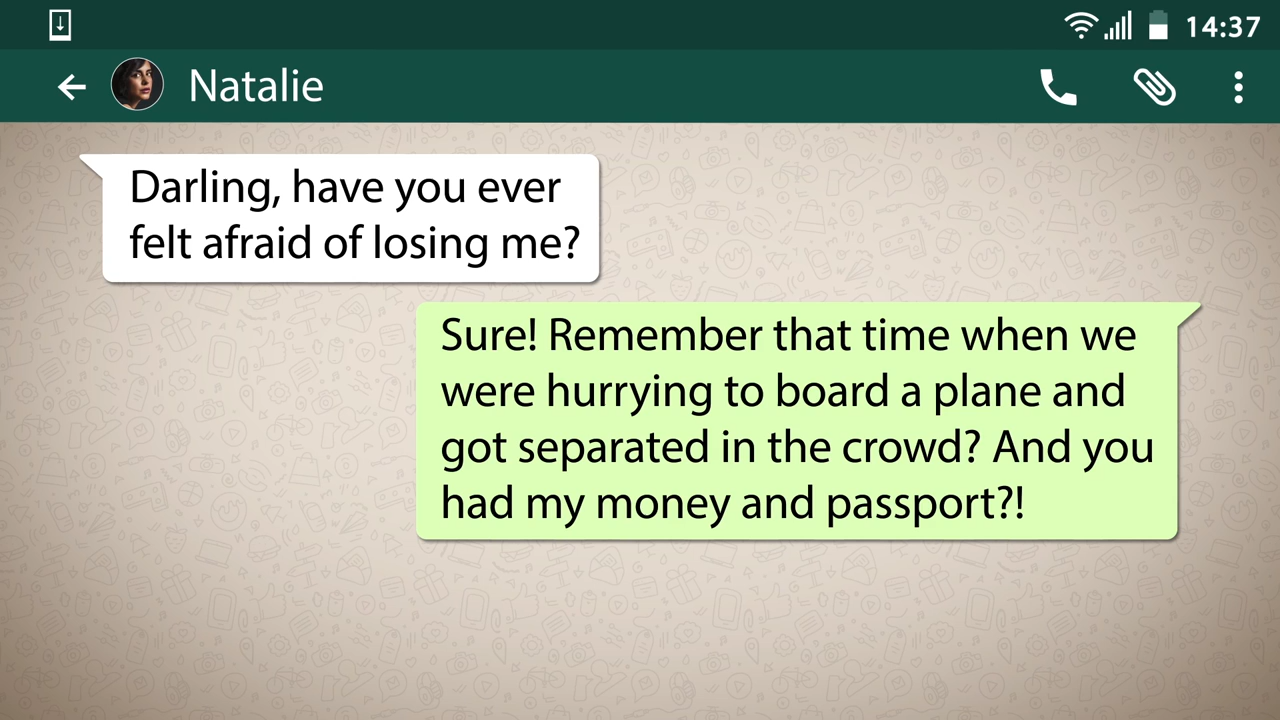 14:37
Natalie
Darling, have you ever
felt afraid of losing me?
Sure! Remember that time when we
were hurrying to board a plane and
got separated in the crowd? And you
had my money and passport?!